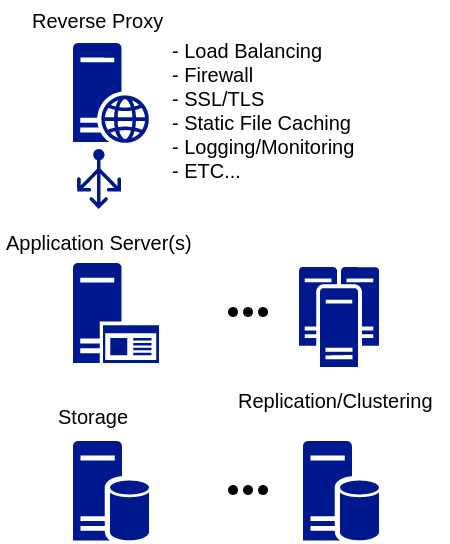 Reverse Proxy
- Load Balancing
- Firewall
- SSL/TLS
- Static File Caching
- Logging/Monitoring
- ETC...
Application Server(s)
Replication/Clustering
Storage